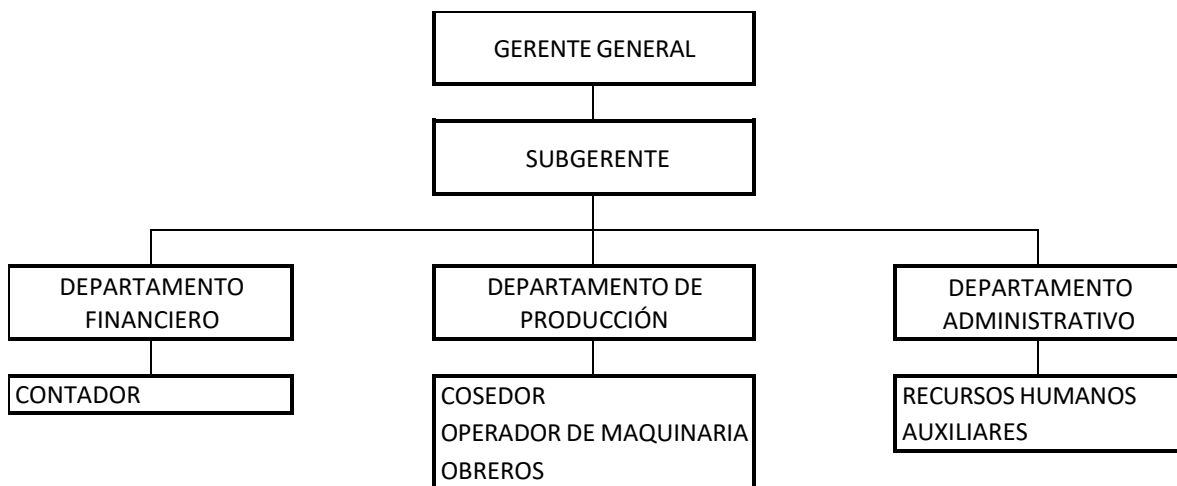 GERENTE GENERAL
SUBGERENTE
DEPARTAMENTO
FINANCIERO
DEPARTAMENTO DE
PRODUCCIÓN
DEPARTAMENTO
ADMINISTRATIVO
CONTADOR
COSEDOR
OPERADOR DE MAQUINARIA
OBREROS
RECURSOS HUMANOS
AUXILIARES